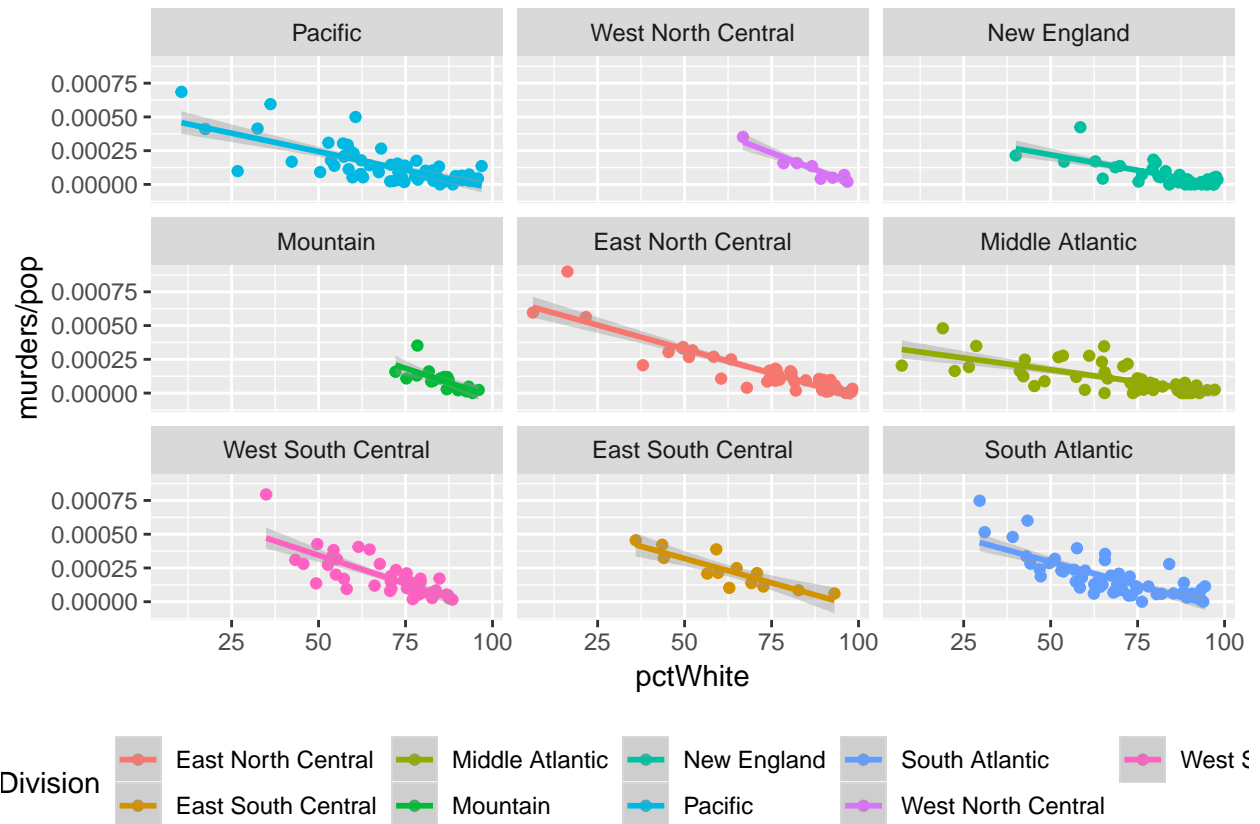 Pacific West North Central New England
0.00075
0.00050
0.00025
0.00000
Mountain East North Central Middle Atlantic
0.00075
0.00050
0.00025
0.00000
murders/pop
West South Central East South Central South Atlantic
0.00075
0.00050
0.00025
0.00000
25 50 75 100 25 50 75 100 25 50 75 100
pctWhite
Division
East North Central Middle Atlantic New England South Atlantic West S
East South Central Mountain Pacific West North Central